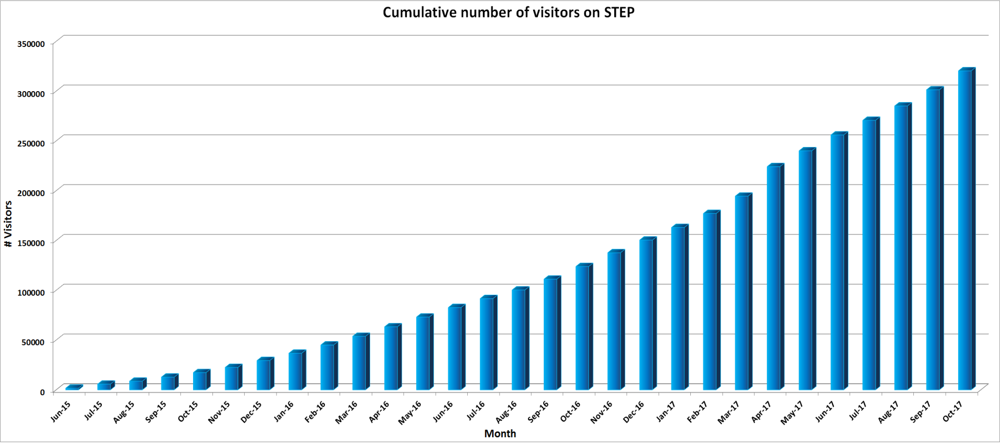 Cumulative number of visitors on STEP
350000
300000
250000
200000
150000
100000
50000
0
# Visitors
Jun-15
Jul-15
Aug-15
Sep-15
Oct-15
Nov-15
Dec-15
Jan-16
Feb-16
Mar-16
Apr-16
May-16
Jun-16
Jul-16
Aug-16
Sep-16
Oct-16
Nov-16
Dec-16
Jan-17
Feb-17
Mar-17
Apr-17
May-17
Jun-17
Jul-17
Aug-17
Sep-17
Oct-17
Month